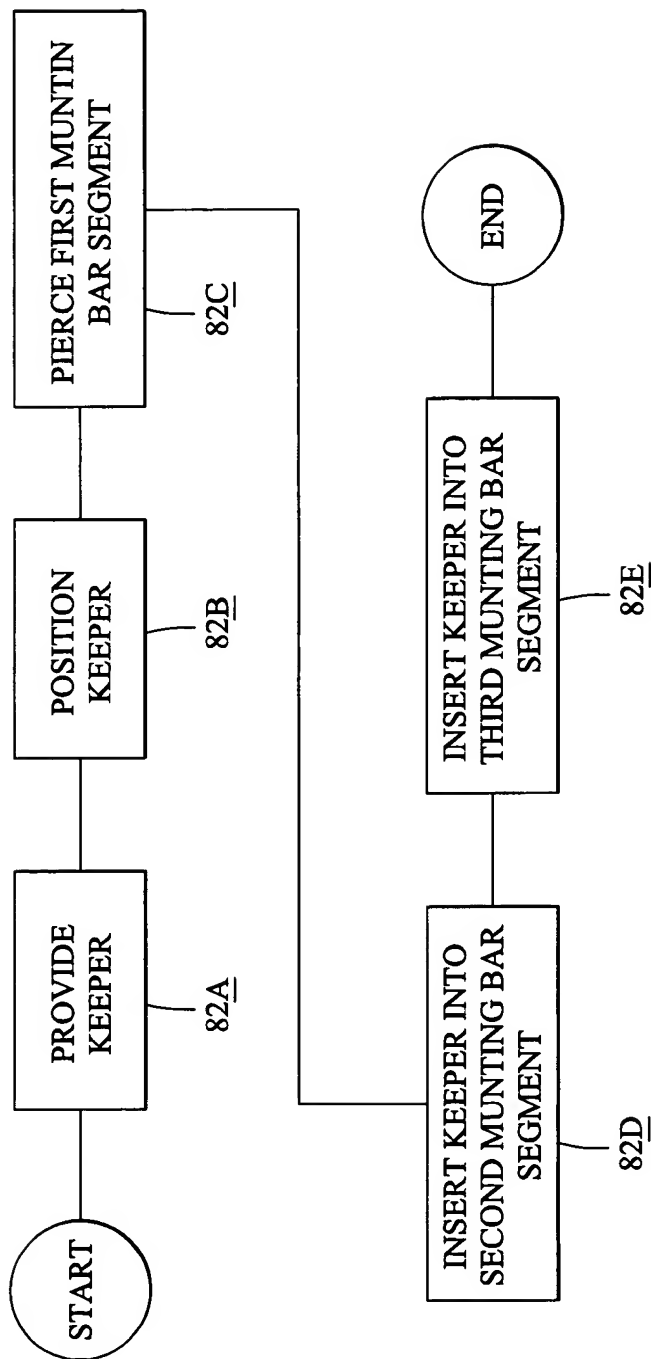 START
PROVIDE
KEEPER
82A
POSITION
KEEPER
82B
PIERCE FIRST MUNTIN
BAR SEGMENT
82C
INSERT KEEPER INTO
SECOND MUNTING BAR
SEGMENT
82D
INSERT KEEPER INTO
THIRD MUNTING BAR
SEGMENT
82E
END